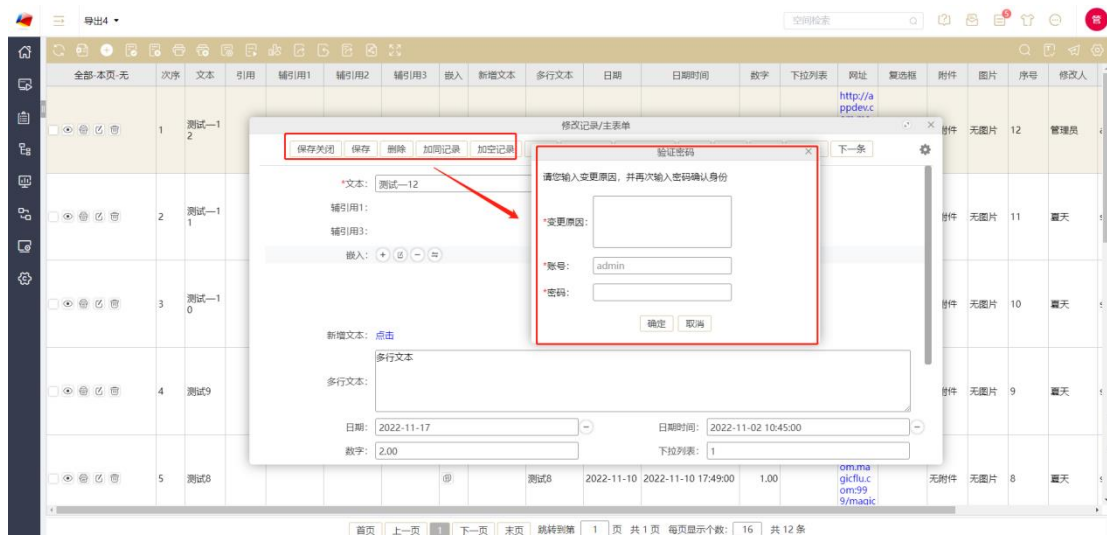 导出4
空间检索
5
管
全部-本页-无 次序 文本 引用 辅引用1 辅引用2 辅引用3 嵌入 新增文本 多行文本 日期 日期时间 数字 下拉列表 网址 复选框 附件 图片 序号 修改人
http://a
ppdev.c
1 测试—1
2
附件 无图片 12 管理员
修改记录/主表单
保存关闭 保存 删除 加同记录 加空记录 下一条
验证密码
请您输入变更原因，并再次输入密码确认身份
*变更原因:
*账号: admin
*密码:
确定 取消
*文本: 测试—12
辅引用1:
辅引用3:
嵌入:
新增文本: 点击
多行文本: 多行文本
日期: 2022-11-17
日期时间: 2022-11-02 10:45:00
数字: 2.00
下拉列表: 1
2 测试—1
1
附件 无图片 11 夏天
3 测试—1
0
附件 无图片 10 夏天
4 测试9
附件 无图片 9 夏天
5 测试8 测试8 2022-11-10 2022-11-10 17:49:00 1.00
om.ma
gicflu.c
om:99
9/magic
无附件 无图片 8 夏天
首页 上一页 1 下一页 末页 跳转到第 1 页 共 1 页 每页显示个数: 16 共 12 条